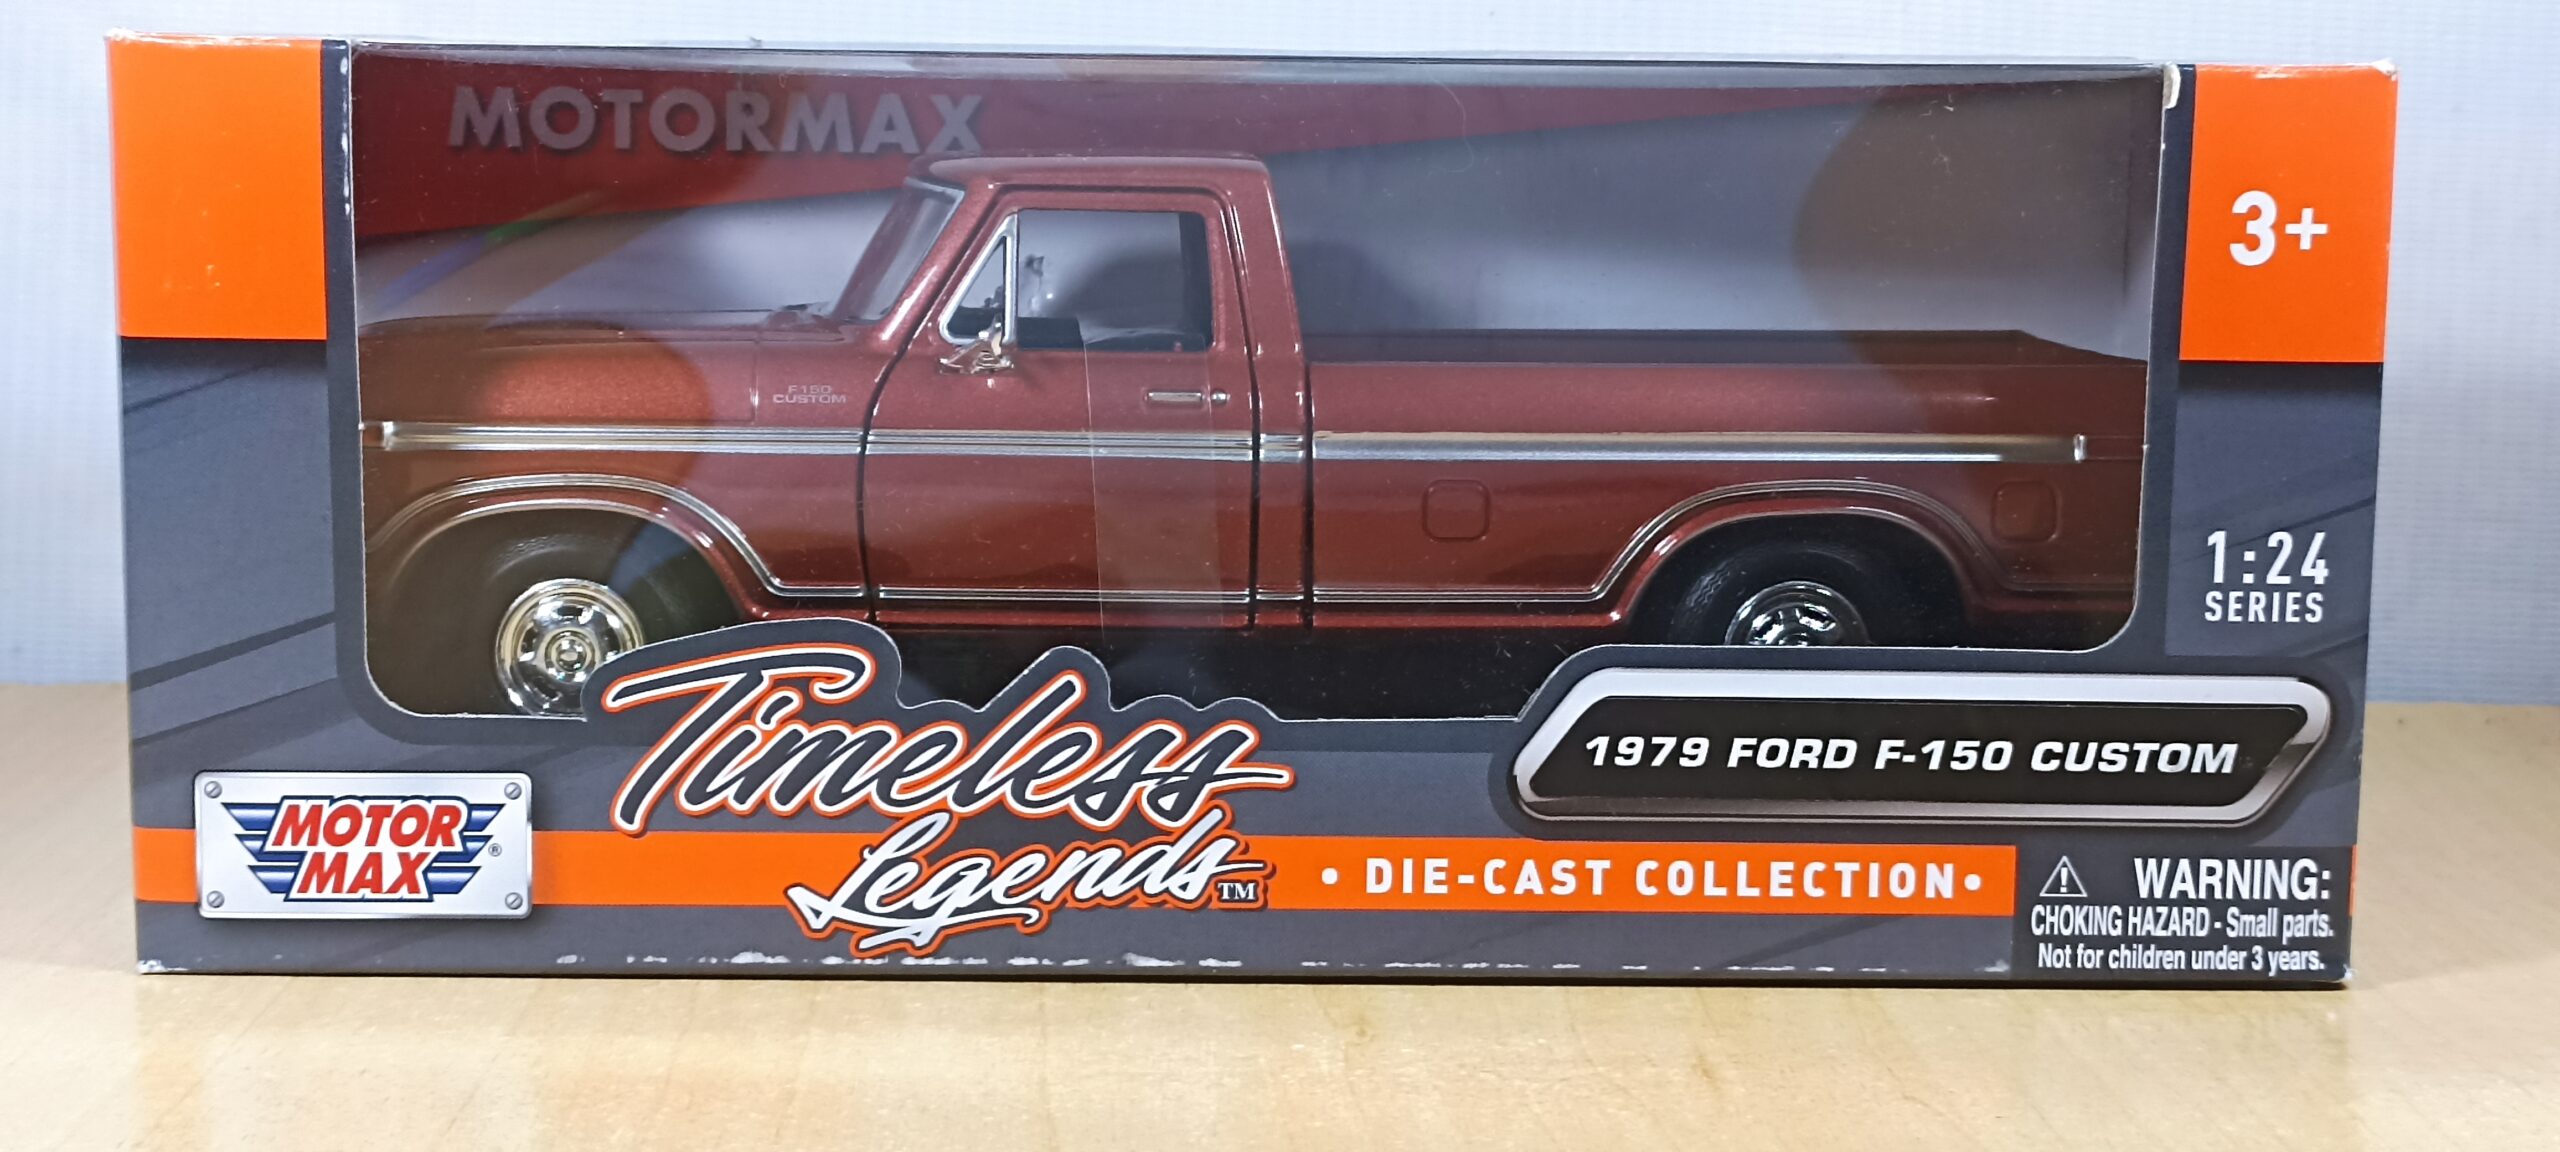 MOTORMAX
3+
F150
CUSTOM
1:24
SERIES
Timeless
Legends™
1979 FORD F-150 CUSTOM
MOTOR
MAX®
• DIE-CAST COLLECTION •
WARNING:
CHOKING HAZARD - Small parts.
Not for children under 3 years.